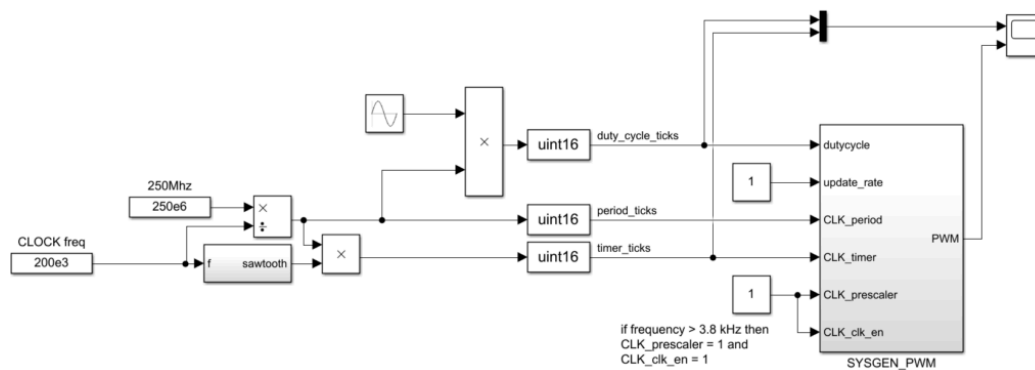 duty_cycle_ticks
uint16
dutycycle
×
250Mhz
250e6
1
update_rate
×
÷
period_ticks
uint16
CLK_period
CLOCK freq
200e3
f
sawtooth
×
timer_ticks
uint16
CLK_timer
PWM
1
CLK_prescaler
if frequency > 3.8 kHz then
CLK_prescaler = 1 and
CLK_clk_en = 1
CLK_clk_en
SYSGEN_PWM